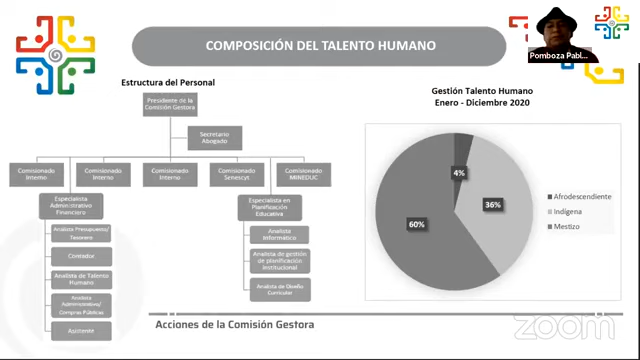 COMPOSICIÓN DEL TALENTO HUMANO
Pomboza Pabl...
Estructura del Personal
Presidente de la
Comisión Gestora
Secretario
Abogado
Comisionado
Interno
Comisionado
Interno
Comisionado
Interno
Comisionado
Senescyt
Comisionado
MINEDUC
Especialista
Administrativo
Financiero
Analista Presupuesto/
Tesorero
Contador
Analista de Talento
Humano
Analista
Administrativo/
Compras Públicas
Asistente
Especialista en
Planificación
Educativa
Analista
Informático
Analista de gestión
de planificación
institucional
Analista de Diseño
Curricular
Gestión Talento Humano
Enero - Diciembre 2020
4%
36%
60%
Afrodescendiente
Indígena
Mestizo
Acciones de la Comisión Gestora
zoom